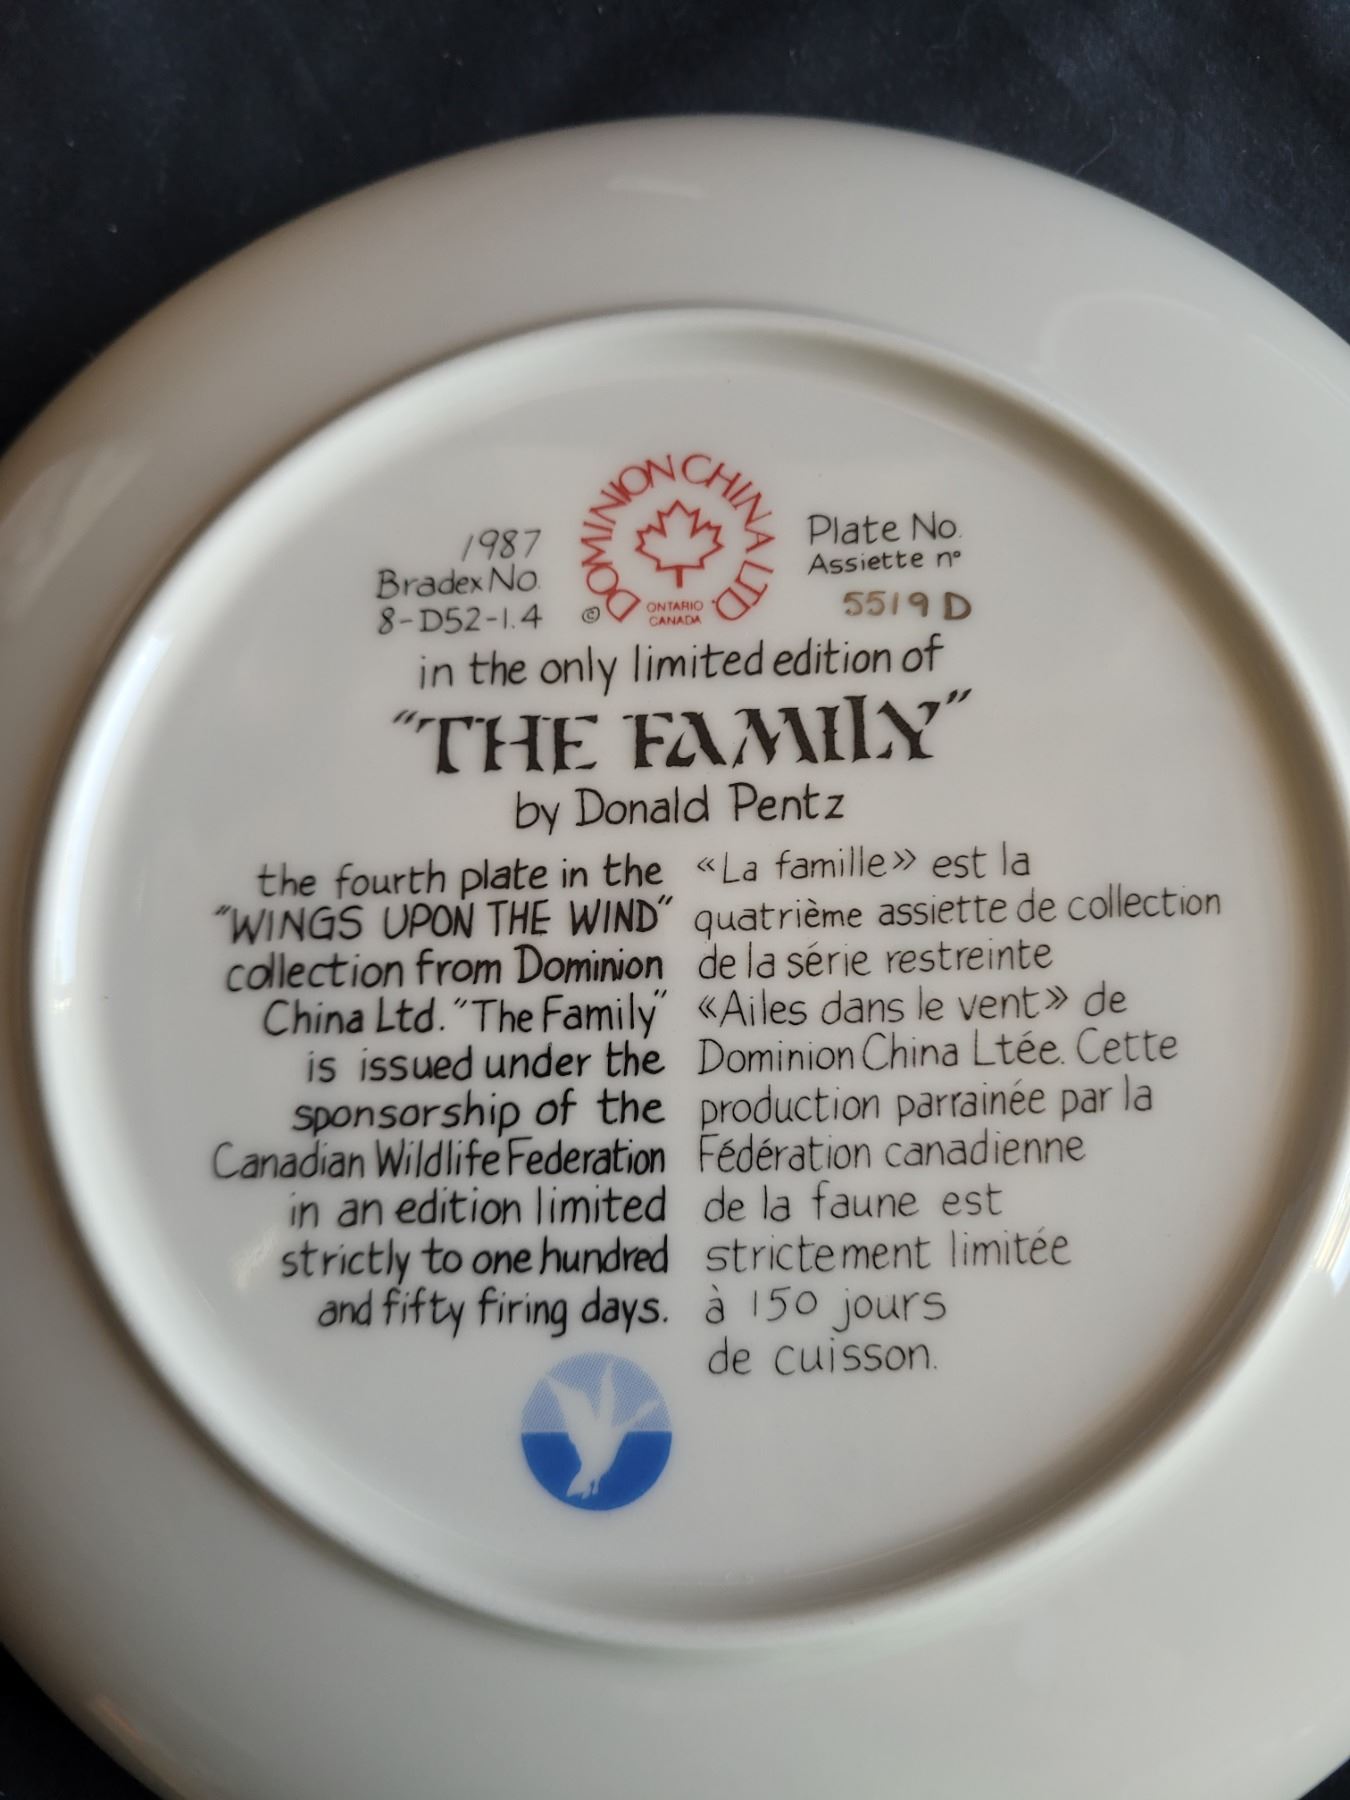 1987
Bradex No.
8-D52-1.4
DOMINION CHINA LTD.
©
ONTARIO
CANADA
Plate No.
Assiette nº
5519 D
in the only limited edition of
"THE FAMILY"
by Donald Pentz
the fourth plate in the
"WINGS UPON THE WIND"
collection from Dominion
China Ltd. "The Family"
is issued under the
sponsorship of the
Canadian Wildlife Federation
in an edition limited
strictly to one hundred
and fifty firing days.
«La famille» est la
quatrième assiette de collection
de la série restreinte
«Ailes dans le vent» de
Dominion China Ltée. Cette
production parrainée par la
Fédération canadienne
de la faune est
strictement limitée
à 150 jours
de cuisson.